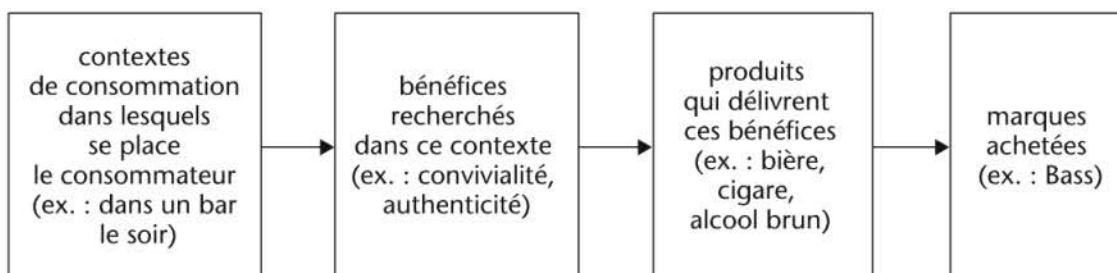 contextes
de consommation
dans lesquels
se place
le consommateur
(ex. : dans un bar
le soir)
bénéfices
recherchés
dans ce contexte
(ex. : convivialité,
authenticité)
produits
qui délivrent
ces bénéfices
(ex. : bière,
cigare,
alcool brun)
marques
achetées
(ex. : Bass)